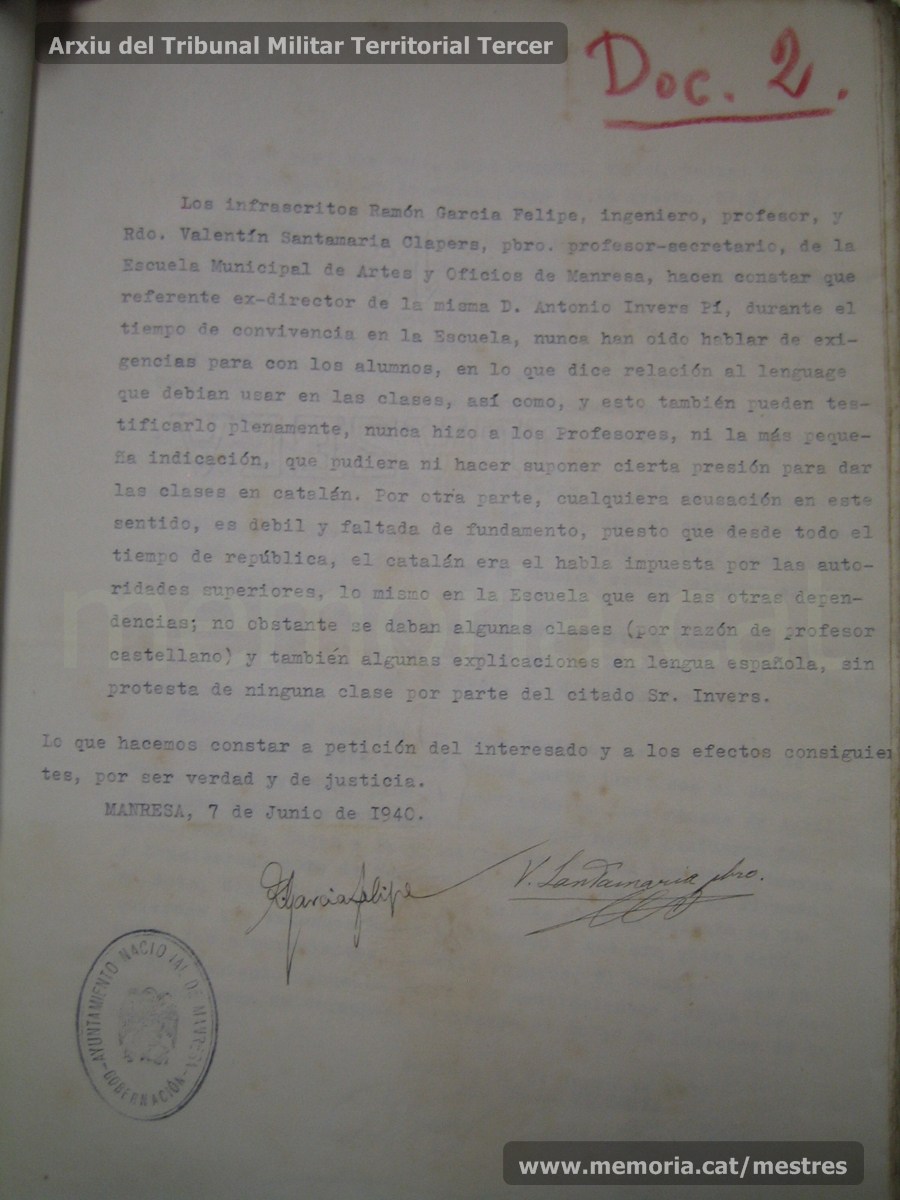 Arxiu del Tribunal Militar Territorial Tercer
Doc. 2.
Los infrascritos Ramón Garcia Felipe, ingeniero, profesor, y
Rdo. Valentín Santamaria Clapers, pbro. profesor-secretario, de la
Escuela Municipal de Artes y Oficios de Manresa, hacen constar que
referente ex-director de la misma D. Antonio Invers Pí, durante el
tiempo de convivencia en la Escuela, nunca han oido hablar de exi-
gencias para con los alumnos, en lo que dice relación al lenguage
que debian usar en las clases, así como, y esto también pueden tes-
tificarlo plenamente, nunca hizo a los Profesores, ni la más peque-
ña indicación, que pudiera ni hacer suponer cierta presión para dar
las clases en catalán. Por otra parte, cualquiera acusación en este
sentido, es debil y faltada de fundamento, puesto que desde todo el
tiempo de república, el catalán era el habla impuesta por las auto-
ridades superiores, lo mismo en la Escuela que en las otras depen-
dencias; no obstante se daban algunas clases (por razón de profesor
castellano) y también algunas explicaciones en lengua española, sin
protesta de ninguna clase por parte del citado Sr. Invers.
Lo que hacemos constar a petición del interesado y a los efectos consiguien
tes, por ser verdad y de justicia.
MANRESA, 7 de Junio de I940.
R Garcia Felipe
V. Santamaria pbro.
AYUNTAMIENTO NACIONAL DE MANRESA
-GOBERNACIÓN-
memoria.cat
www.memoria.cat/mestres